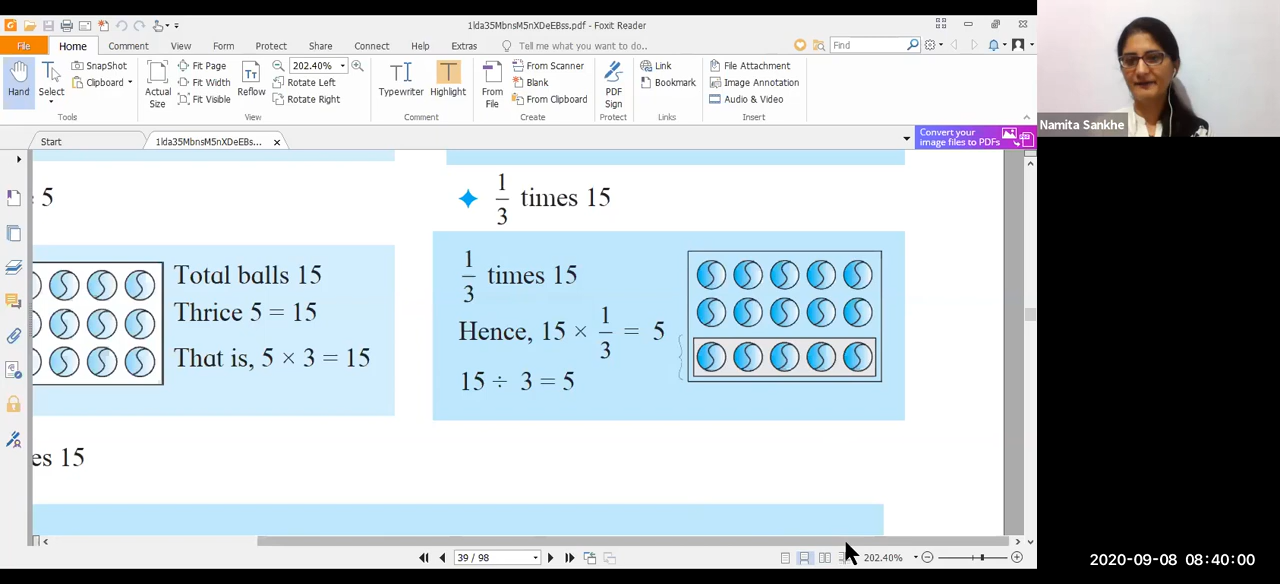 1lda35MbnsM5nXDeEBss.pdf - Foxit Reader
File Home Comment View Form Protect Share Connect Help Extras Tell me what you want to do.. Find
Hand
Select
SnapShot
Clipboard
Tools
Actual Size
Fit Page
Fit Width
Fit Visible
Reflow
202.40%
Rotate Left
Rotate Right
View
Typewriter
Highlight
Comment
From File
From Scanner
Blank
From Clipboard
Create
PDF Sign
Protect
Link
Bookmark
Links
File Attachment
Image Annotation
Audio & Video
Insert
Namita Sankhe
Start
1lda35MbnsM5nXDeEBs...
Convert your
image files to PDFs
5
1/3 times 15
Total balls 15
Thrice 5 = 15
That is, 5 × 3 = 15
1/3 times 15
Hence, 15 × 1/3 = 5
15 ÷ 3 = 5
es 15
39 / 98
202.40%
2020-09-08 08:40:00